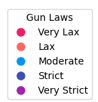 Gun Laws
Very Lax
Lax
Moderate
Strict
Very Strict